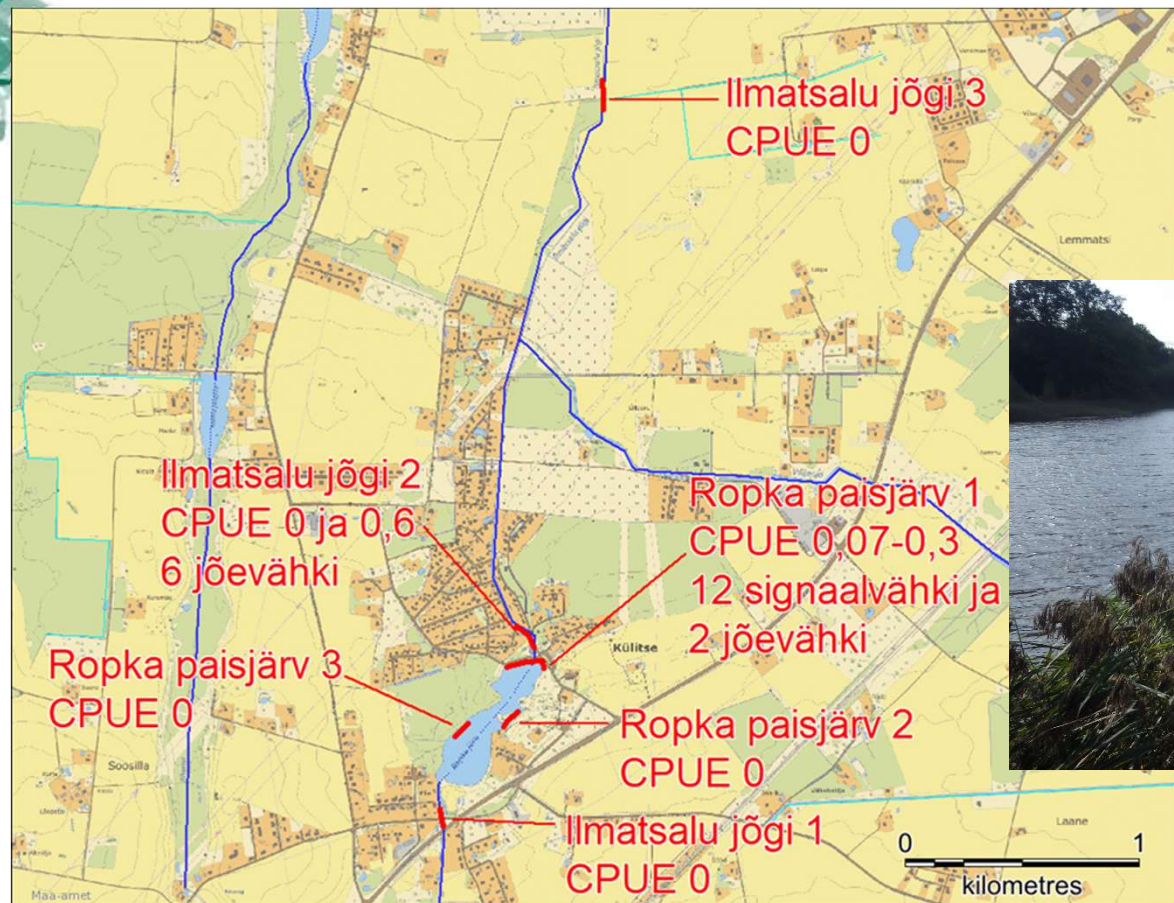 Ilmatsalu jõgi 3
CPUE 0
Lemmatsi
Ilmatsalu jõgi 2
CPUE 0 ja 0,6
6 jõevähki
Ropka paisjärv 1
CPUE 0,07-0,3
12 signaalvähki ja
2 jõevähki
Külitse
Ropka paisjärv 3
CPUE 0
Ropka paisjärv 2
CPUE 0
Soosilla
Ilmatsalu jõgi 1
CPUE 0
Laane
0 1
kilometres
Maa-amet